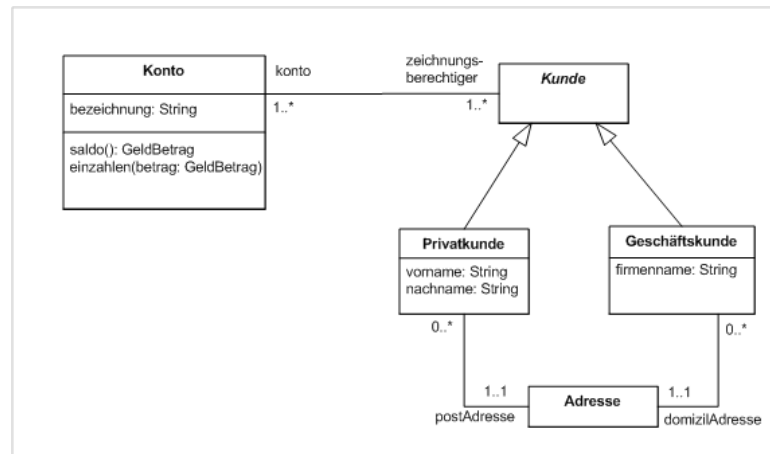 Konto
bezeichnung: String
saldo(): GeldBetrag
einzahlen(betrag: GeldBetrag)
konto
1..*
zeichnungs-
berechtiger
1..*
Kunde
Privatkunde
vorname: String
nachname: String
0..*
Geschäftskunde
firmenname: String
0..*
1..1
postAdresse
Adresse
1..1
domizilAdresse